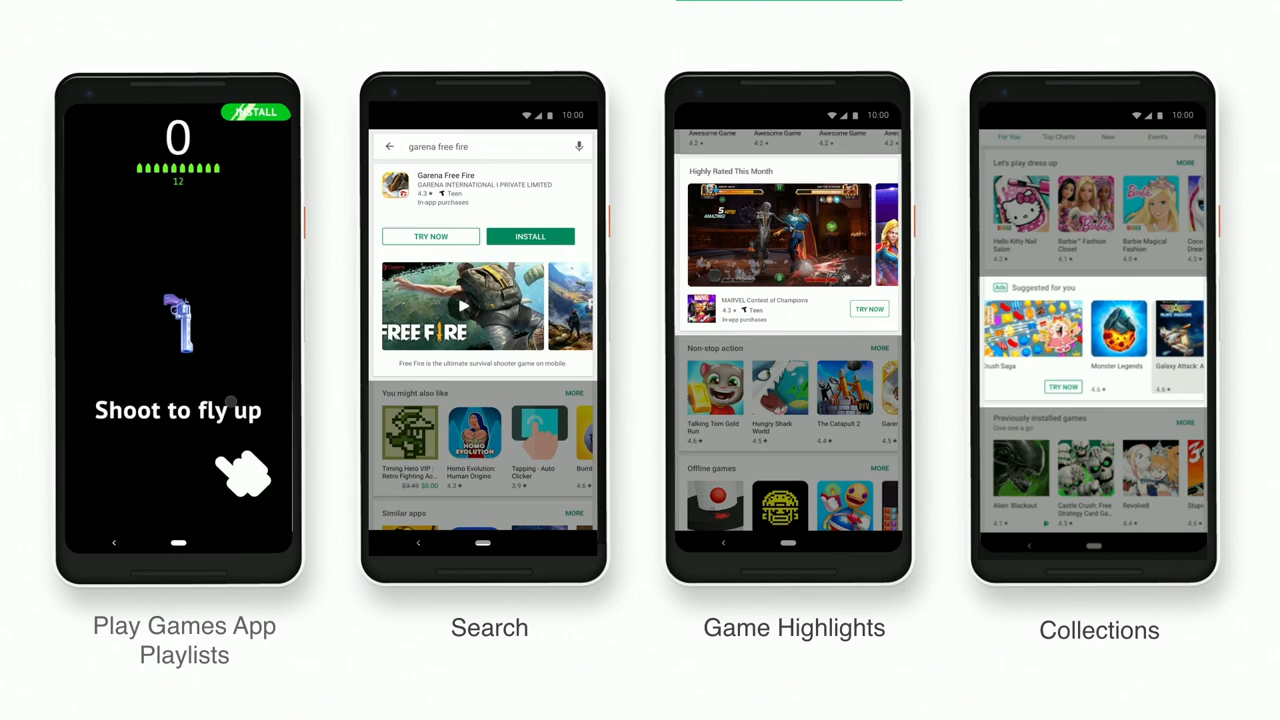 INSTALL
0
12
Shoot to fly up
Play Games App
Playlists
10:00
garena free fire
Garena Free Fire
GARENA INTERNATIONAL I PRIVATE LIMITED
4.3 ★ Teen
In-app purchases
TRY NOW
INSTALL
FREE FIRE
Free Fire is the ultimate survival shooter game on mobile.
You might also like
MORE
Timing Hero VIP :
Retro Fighting Ac...
$3.49 $0.00
Homo Evolution:
Human Origins
4.3 ★
Tapping - Auto
Clicker
3.9 ★
4.6 ★
Similar apps
MORE
Search
10:00
Awesome Game
4.2 ★
Awesome Game
4.2 ★
Awesome Game
4.2 ★
Highly Rated This Month
5 HITS!
AMAZING!
MARVEL Contest of Champions
4.3 ★ Teen
In-app purchases
TRY NOW
Non-stop action
MORE
Talking Tom Gold
Run
4.6 ★
Hungry Shark
World
4.5 ★
The Catapult 2
4.4 ★
4.5 ★
Offline games
MORE
Game Highlights
10:00
For You
Top Charts
New
Events
Let's play dress up
MORE
Hello Kitty Nail
Salon
4.2 ★
Barbie™ Fashion
Closet
4.1 ★
Barbie Magical
Fashion
4.0 ★
4.3 ★
Ads Suggested for you
Crush Saga
TRY NOW
Monster Legends
4.6 ★
Galaxy Attack: A
4.6 ★
Previously installed games
Give one a go
MORE
Alien: Blackout
4.1 ★
Castle Crush: Free
Strategy Card Ga..
4.5 ★
Revolve8
4.4 ★
4.6 ★
Collections